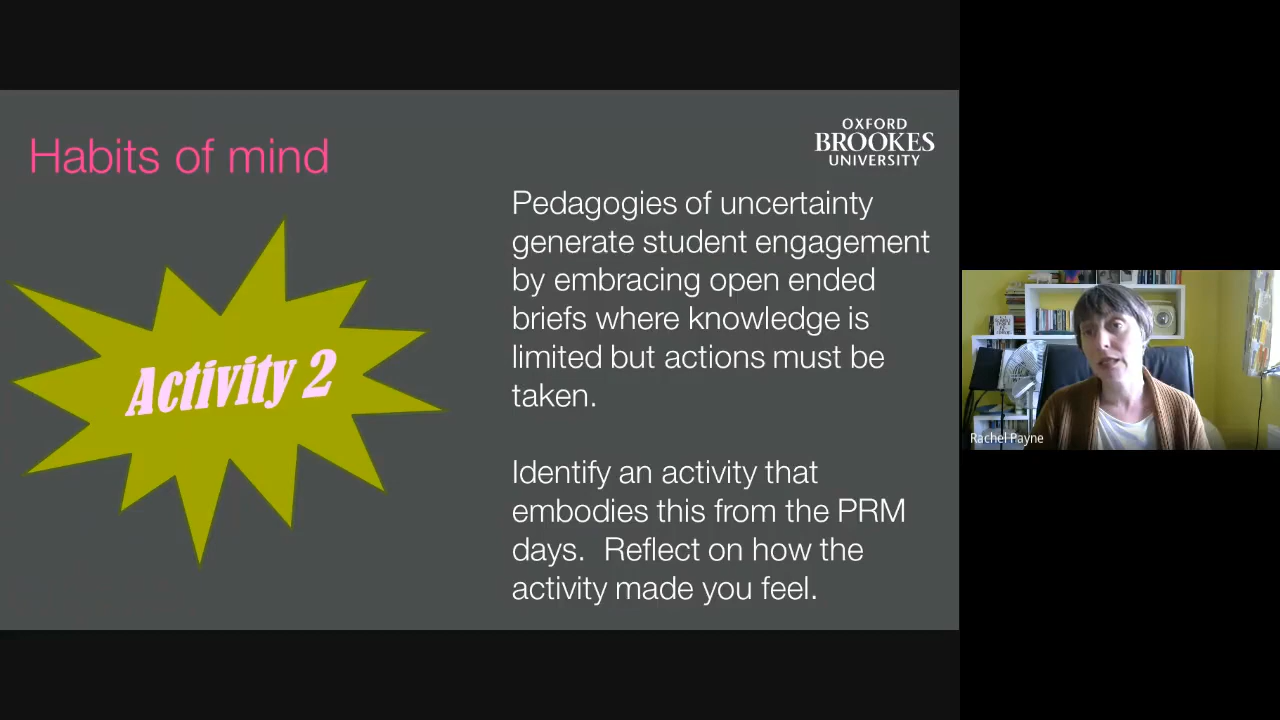 Habits of mind
OXFORD
BROOKES
UNIVERSITY
Activity 2
Pedagogies of uncertainty
generate student engagement
by embracing open ended
briefs where knowledge is
limited but actions must be
taken.
Identify an activity that
embodies this from the PRM
days. Reflect on how the
activity made you feel.
Rachel Payne